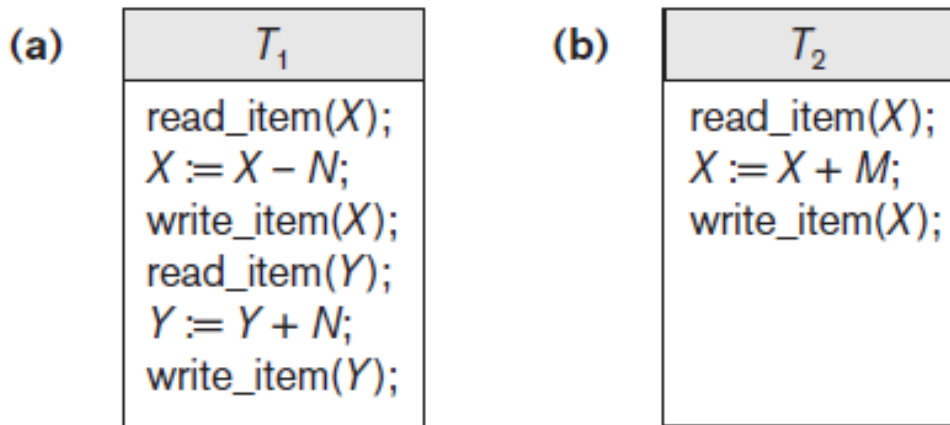 (a)
T₁
read_item(X);
X := X – N;
write_item(X);
read_item(Y);
Y := Y + N;
write_item(Y);
(b)
T₂
read_item(X);
X := X + M;
write_item(X);